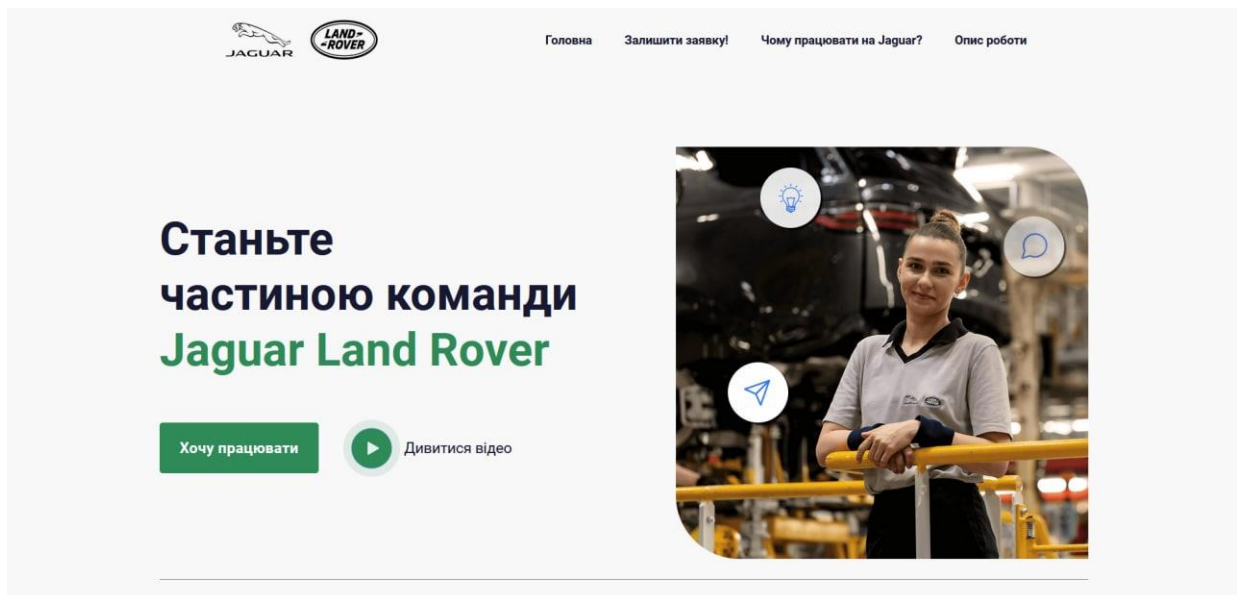 JAGUAR
LAND-
-ROVER
Головна
Залишити заявку!
Чому працювати на Jaguar?
Опис роботи
Станьте
частиною команди
Jaguar Land Rover
Хочу працювати
Дивитися відео